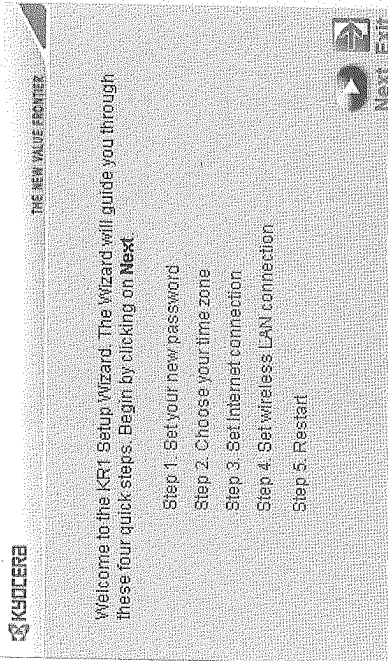 KYOCERA
THE NEW VALUE FRONTIER
Welcome to the KR1 Setup Wizard. The Wizard will guide you through
these four quick steps. Begin by clicking on Next.
Step 1. Set your new password
Step 2. Choose your time zone
Step 3. Set Internet connection
Step 4. Set wireless LAN connection
Step 5. Restart
Next Exit